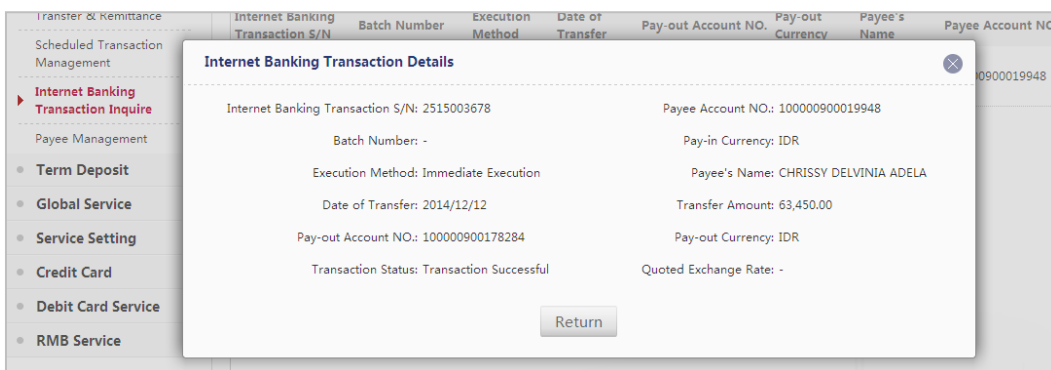 Transfer & Remittance
Scheduled Transaction
Management
Internet Banking
Transaction Inquire
Payee Management
Term Deposit
Global Service
Service Setting
Credit Card
Debit Card Service
RMB Service
Internet Banking
Transaction S/N
Batch Number
Execution
Method
Date of
Transfer
Pay-out Account NO.
Pay-out
Currency
Payee's
Name
Payee Account NO
00900019948
Internet Banking Transaction Details
Internet Banking Transaction S/N: 2515003678
Payee Account NO.: 100000900019948
Batch Number: -
Pay-in Currency: IDR
Execution Method: Immediate Execution
Payee's Name: CHRISSY DELVINIA ADELA
Date of Transfer: 2014/12/12
Transfer Amount: 63,450.00
Pay-out Account NO.: 100000900178284
Pay-out Currency: IDR
Transaction Status: Transaction Successful
Quoted Exchange Rate: -
Return